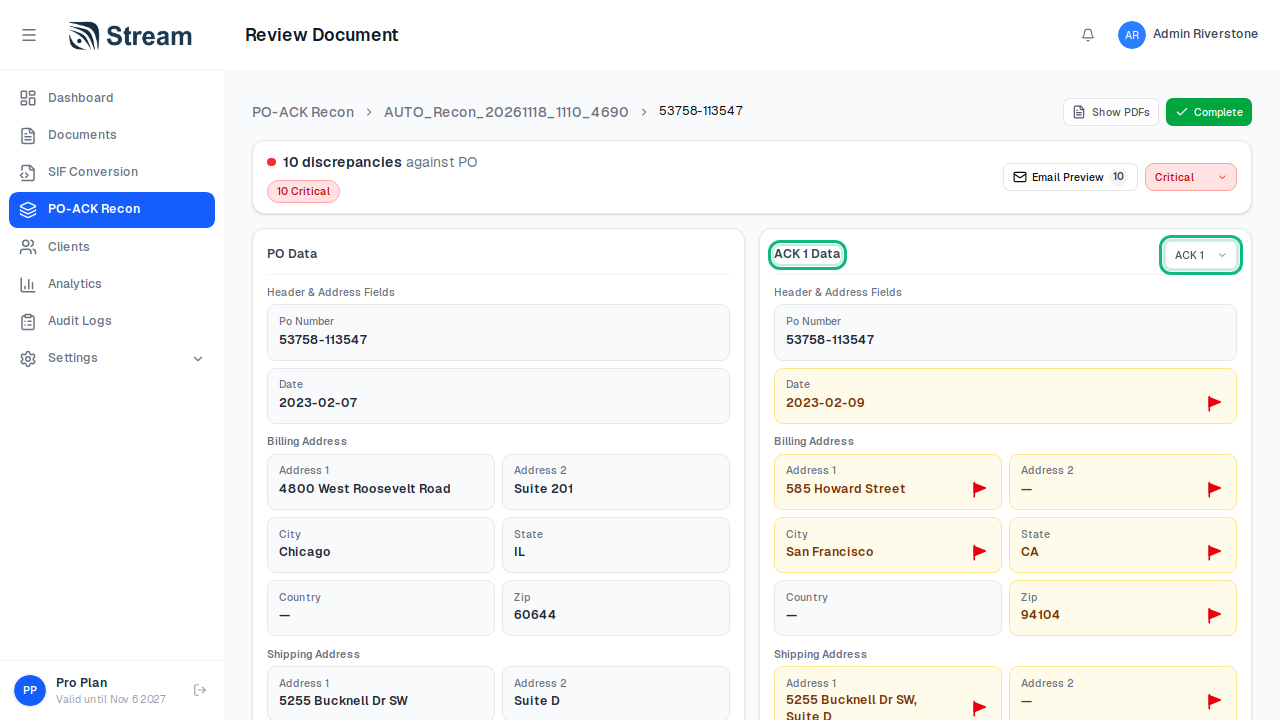 Stream
Review Document
AR
Admin Riverstone
Dashboard
Documents
SIF Conversion
PO-ACK Recon
Clients
Analytics
Audit Logs
Settings
PP
Pro Plan
Valid until Nov 6 2027
PO-ACK Recon
AUTO_Recon_20261118_1110_4690
53758-113547
Show PDFs
Complete
10 discrepancies against PO
10 Critical
Email Preview 10
Critical
PO Data
Header & Address Fields
Po Number
53758-113547
Date
2023-02-07
Billing Address
Address 1
4800 West Roosevelt Road
Address 2
Suite 201
City
Chicago
State
IL
Country
—
Zip
60644
Shipping Address
Address 1
5255 Bucknell Dr SW
Address 2
Suite D
ACK 1 Data
ACK 1
Header & Address Fields
Po Number
53758-113547
Date
2023-02-09
Billing Address
Address 1
585 Howard Street
Address 2
—
City
San Francisco
State
CA
Country
—
Zip
94104
Shipping Address
Address 1
5255 Bucknell Dr SW,
Suite D
Address 2
—